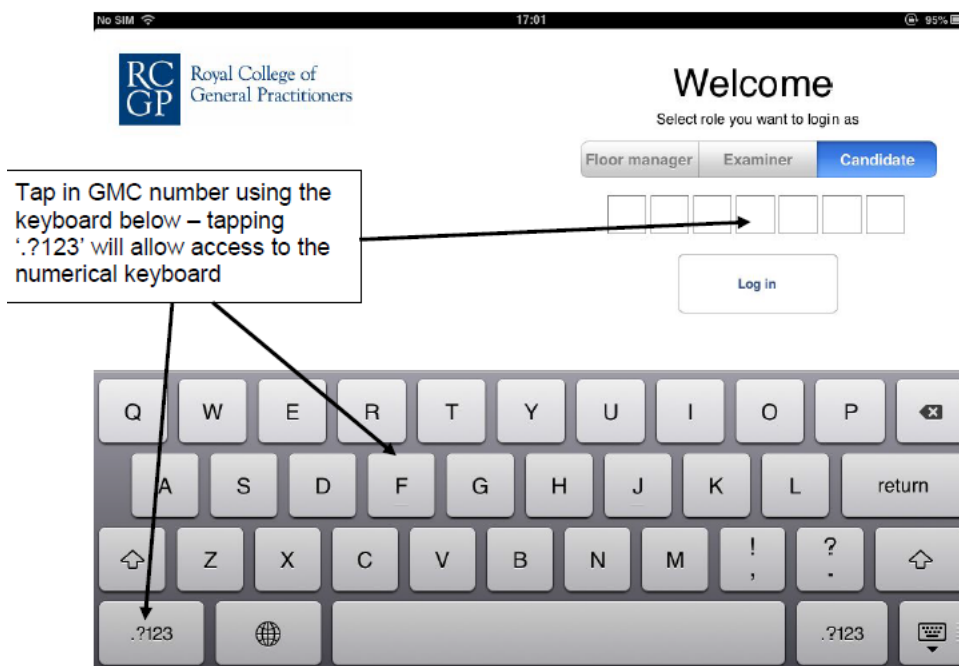 No SIM 17:01 95%
RC Royal College of
GP General Practitioners
Welcome
Select role you want to login as
Floor manager Examiner Candidate
Tap in GMC number using the
keyboard below – tapping
‘.?123’ will allow access to the
numerical keyboard
Log in
Q W E R T Y U I O P
A S D F G H J K L return
Z X C V B N M ! , ? .
.?123 .?123